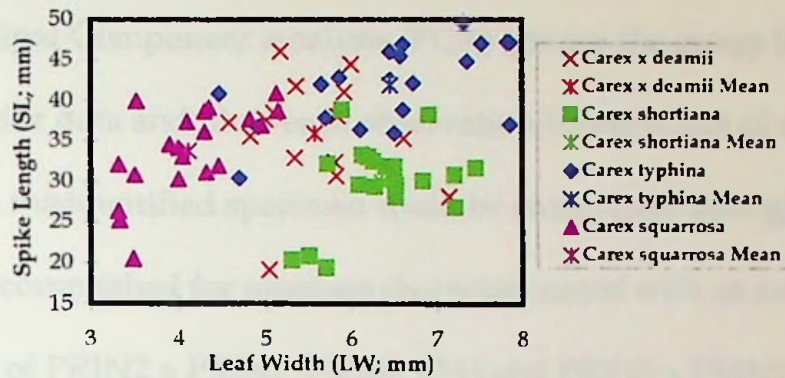 Spike Length (SL; mm)
50
45
40
35
30
25
20
15
3 4 5 6 7 8
Leaf Width (LW; mm)
Carex x deamii
Carex x deamii Mean
Carex shortiana
Carex shortiana Mean
Carex typhina
Carex typhina Mean
Carex squarrosa
Carex squarrosa Mean